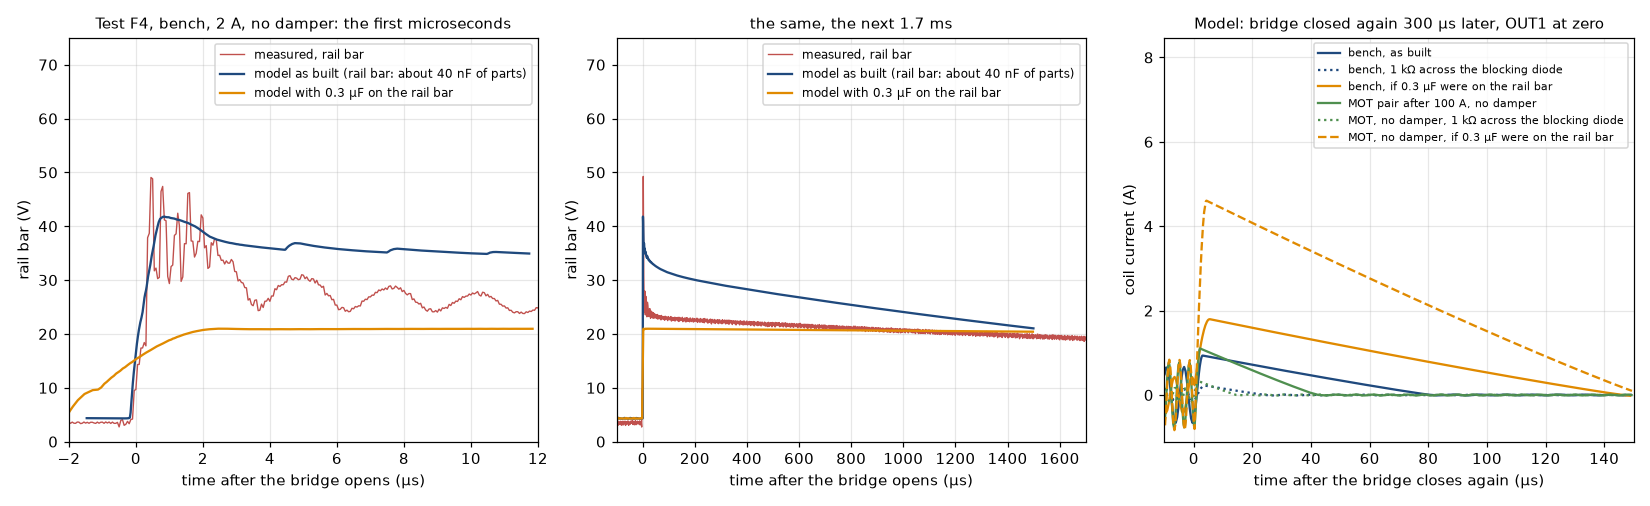 Test F4, bench, 2 A, no damper: the first microseconds
measured, rail bar
model as built (rail bar: about 40 nF of parts)
model with 0.3 µF on the rail bar
rail bar (V)
70
60
50
40
30
20
10
0
−2 0 2 4 6 8 10 12
time after the bridge opens (µs)
the same, the next 1.7 ms
measured, rail bar
model as built (rail bar: about 40 nF of parts)
model with 0.3 µF on the rail bar
rail bar (V)
70
60
50
40
30
20
10
0
0 200 400 600 800 1000 1200 1400 1600
time after the bridge opens (µs)
Model: bridge closed again 300 µs later, OUT1 at zero
bench, as built
bench, 1 kΩ across the blocking diode
bench, if 0.3 µF were on the rail bar
MOT pair after 100 A, no damper
MOT, no damper, 1 kΩ across the blocking diode
MOT, no damper, if 0.3 µF were on the rail bar
coil current (A)
8
6
4
2
0
0 20 40 60 80 100 120 140
time after the bridge closes again (µs)